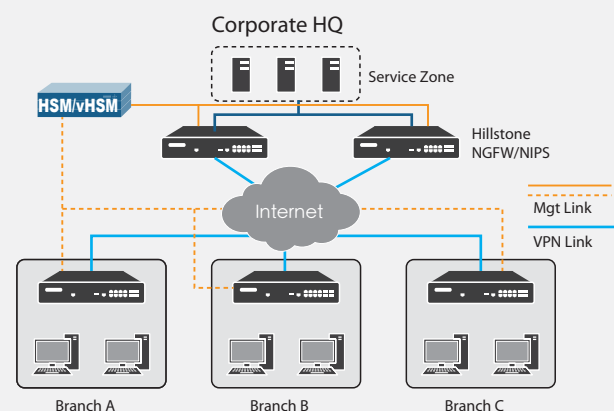 Corporate HQ
Service Zone
HSM/vHSM
Hillstone
NGFW/NIPS
Internet
Mgt Link
VPN Link
Branch A
Branch B
Branch C